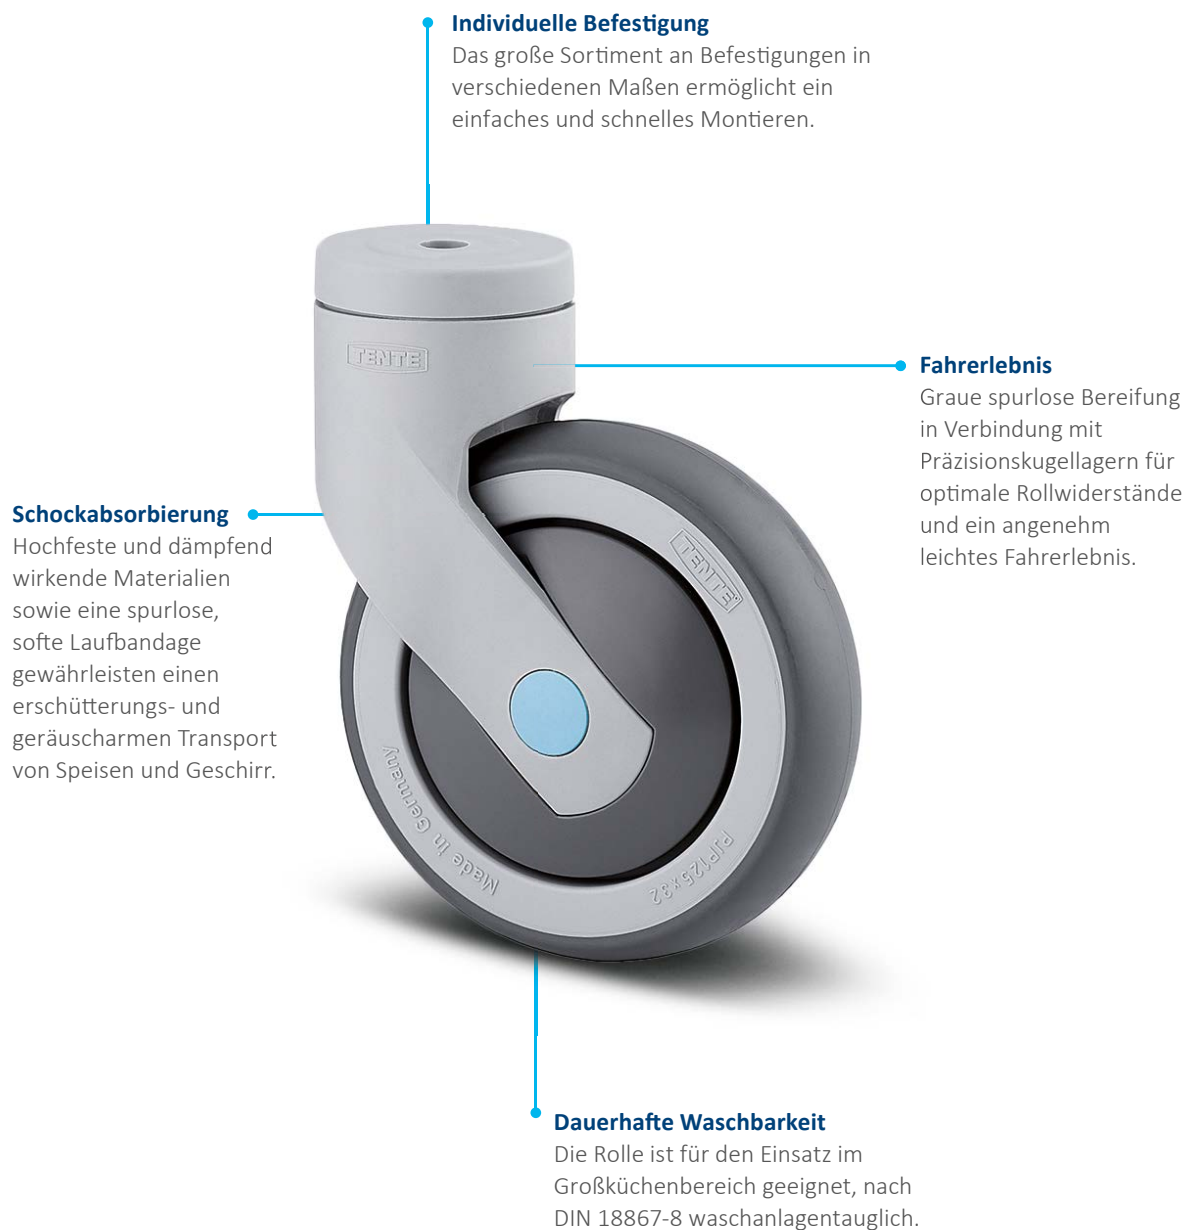 Individuelle Befestigung
Das große Sortiment an Befestigungen in
verschiedenen Maßen ermöglicht ein
einfaches und schnelles Montieren.
TENTE
Fahrerlebnis
Graue spurlose Bereifung
in Verbindung mit
Präzisionskugellagern für
optimale Rollwiderstände
und ein angenehm
leichtes Fahrerlebnis.
Schockabsorbierung
Hochfeste und dämpfend
wirkende Materialien
sowie eine spurlose,
softe Laufbandage
gewährleisten einen
erschütterungs- und
geräuscharmen Transport
von Speisen und Geschirr.
TENTE
Made in Germany
PJP125x32
Dauerhafte Waschbarkeit
Die Rolle ist für den Einsatz im
Großküchenbereich geeignet, nach
DIN 18867-8 waschanlagentauglich.